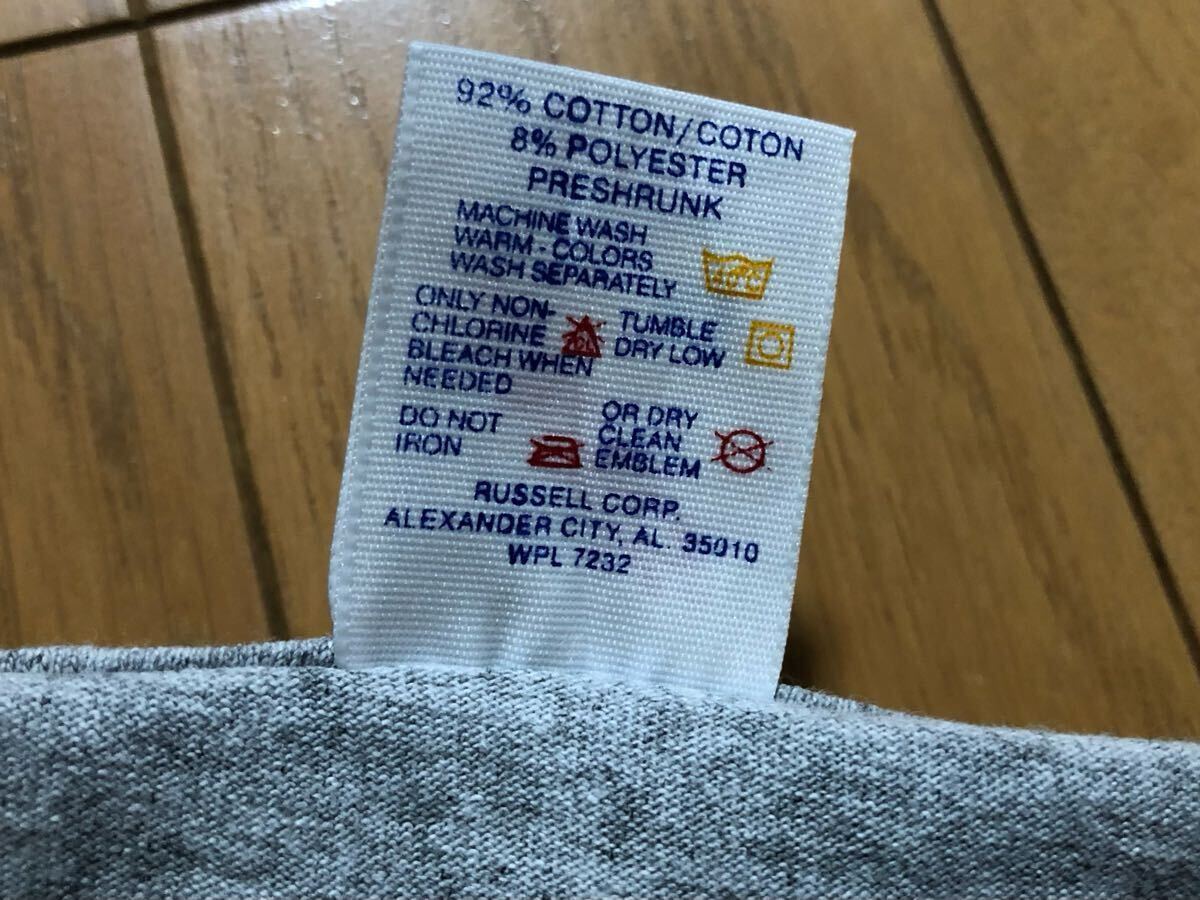 92% COTTON/COTON
8% POLYESTER
PRESHRUNK
MACHINE WASH
WARM - COLORS
WASH SEPARATELY
40°C
ONLY NON-
CHLORINE
BLEACH WHEN
NEEDED
TUMBLE
DRY LOW
DO NOT
IRON
OR DRY
CLEAN
EMBLEM
RUSSELL CORP.
ALEXANDER CITY, AL. 35010
WPL 7232